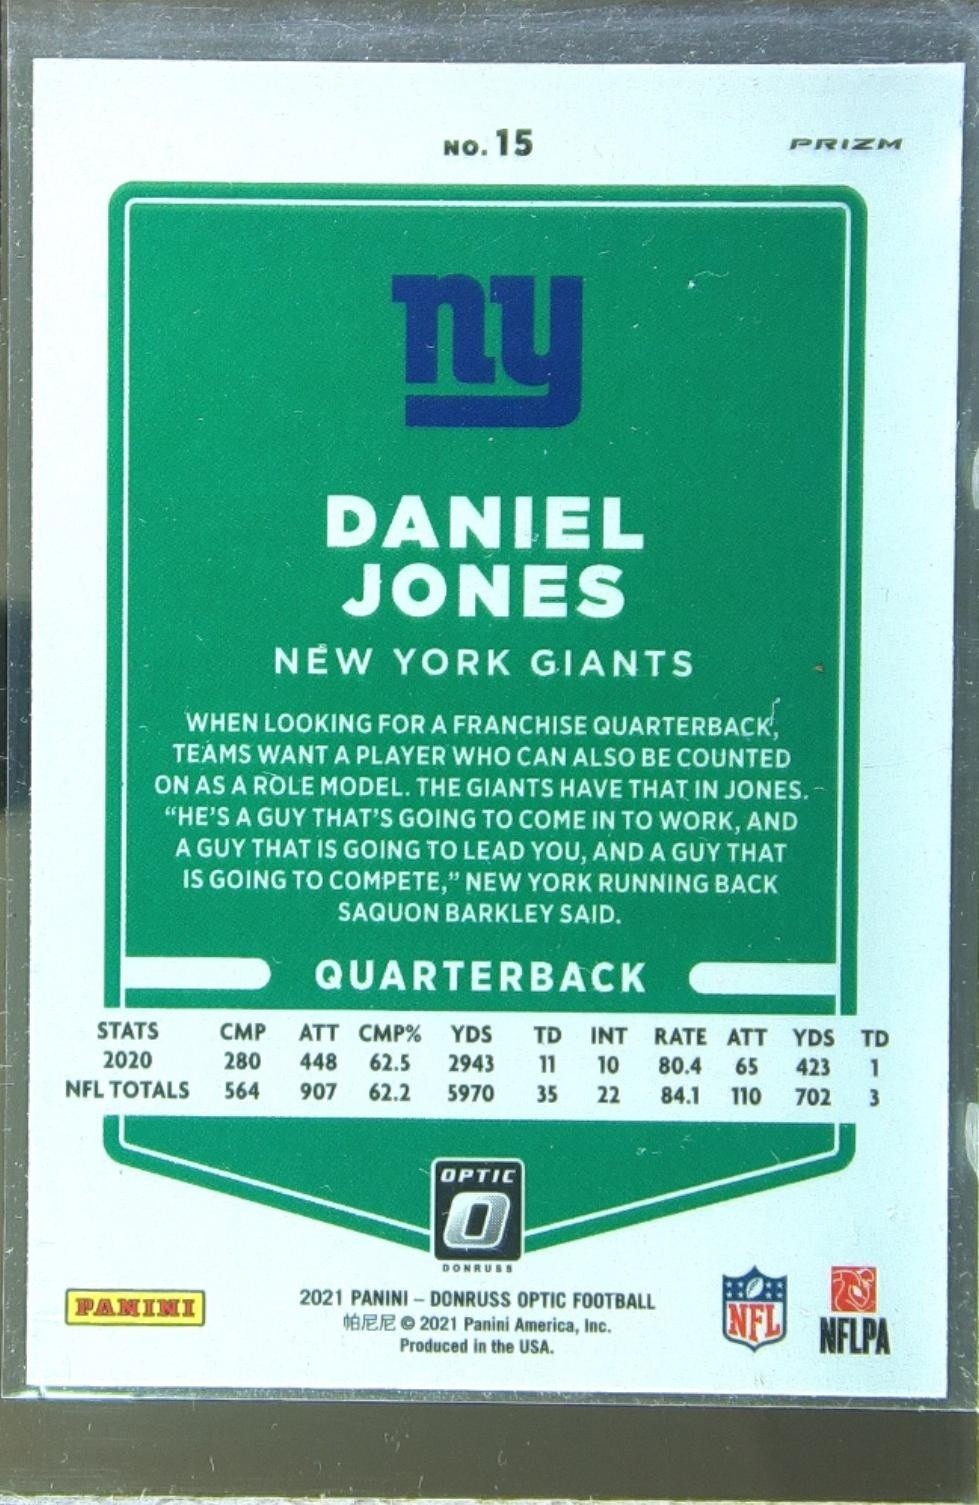 NO. 15
PRIZM
ny
DANIEL
JONES
NEW YORK GIANTS
WHEN LOOKING FOR A FRANCHISE QUARTERBACK,
TEAMS WANT A PLAYER WHO CAN ALSO BE COUNTED
ON AS A ROLE MODEL. THE GIANTS HAVE THAT IN JONES.
“HE'S A GUY THAT'S GOING TO COME IN TO WORK, AND
A GUY THAT IS GOING TO LEAD YOU, AND A GUY THAT
IS GOING TO COMPETE,” NEW YORK RUNNING BACK
SAQUON BARKLEY SAID.
QUARTERBACK
STATS CMP ATT CMP% YDS TD INT RATE ATT YDS TD
2020 280 448 62.5 2943 11 10 80.4 65 423 1
NFL TOTALS 564 907 62.2 5970 35 22 84.1 110 702 3
OPTIC
O
DONRUSS
PANINI
2021 PANINI – DONRUSS OPTIC FOOTBALL
帕尼尼 © 2021 Panini America, Inc.
Produced in the USA.
NFL
NFLPA